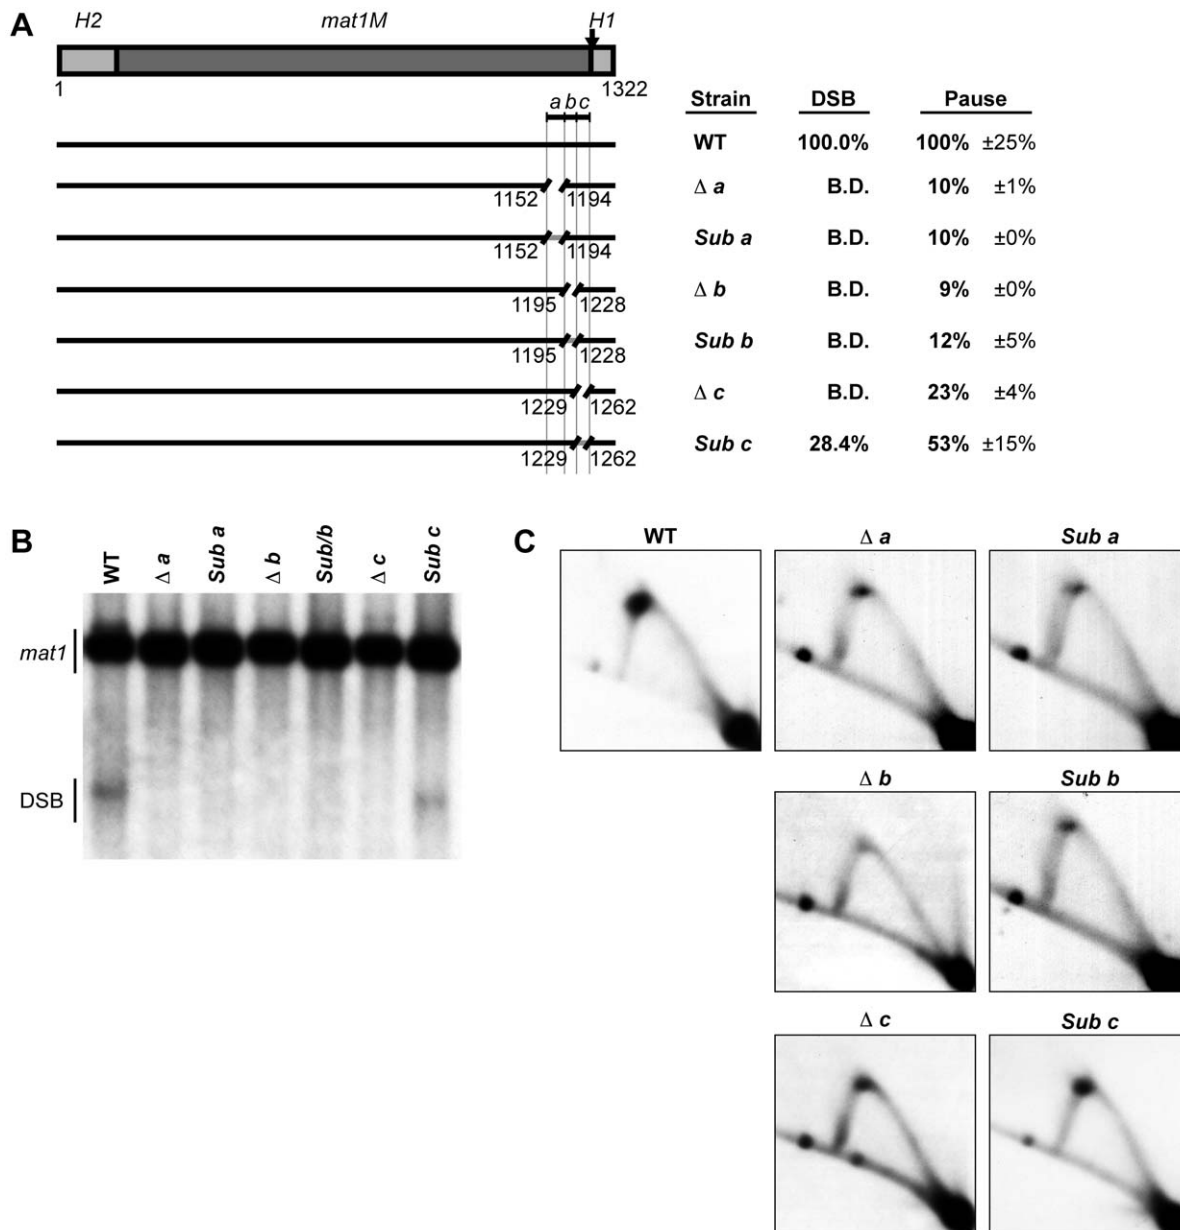 A
H2 mat1M H1
1 1322
a b c
Strain DSB Pause
WT 100.0% 100% ±25%
1152 1194 Δ a B.D. 10% ±1%
1152 1194 Sub a B.D. 10% ±0%
1195 1228 Δ b B.D. 9% ±0%
1195 1228 Sub b B.D. 12% ±5%
1229 1262 Δ c B.D. 23% ±4%
1229 1262 Sub c 28.4% 53% ±15%
B
WT Δ a Sub a Δ b Sub/b Δ c Sub c
mat1
DSB
C
WT Δ a Sub a
Δ b Sub b
Δ c Sub c